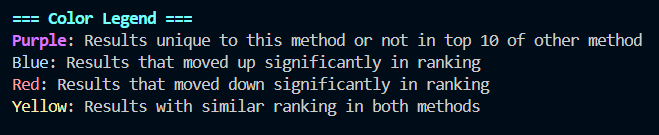 === Color Legend ===
Purple: Results unique to this method or not in top 10 of other method
Blue: Results that moved up significantly in ranking
Red: Results that moved down significantly in ranking
Yellow: Results with similar ranking in both methods